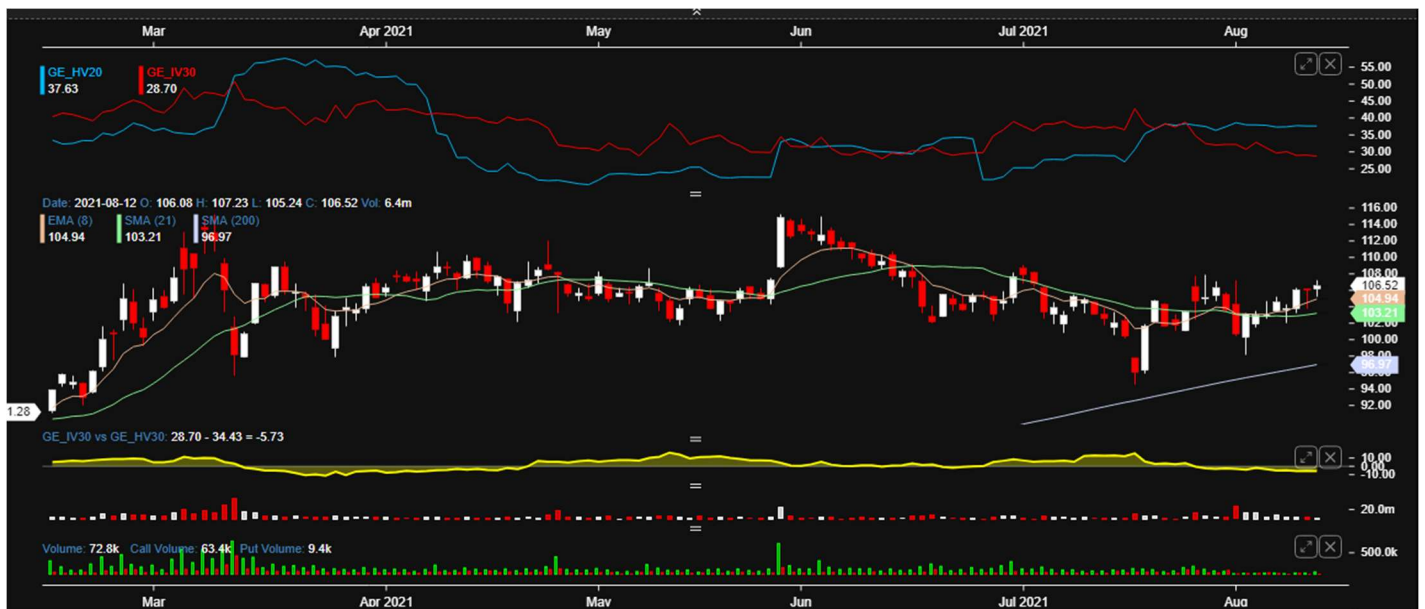 Mar Apr 2021 May Jun Jul 2021 Aug
GE_HV20 GE_IV30
37.63 28.70
55.00
50.00
45.00
40.00
35.00
30.00
25.00
Date: 2021-08-12 O: 106.08 H: 107.23 L: 105.24 C: 106.52 Vol: 6.4m
EMA (8) SMA (21) SMA (200)
104.94 103.21 96.97
116.00
114.00
112.00
110.00
108.00
106.52
104.94
103.21
102.00
100.00
98.00
96.97
94.00
92.00
1.28
GE_IV30 vs GE_HV30: 28.70 - 34.43 = -5.73
10.00
0.00
-10.00
20.0m
Volume: 72.8k Call Volume: 63.4k Put Volume: 9.4k
500.0k
Mar Apr 2021 May Jun Jul 2021 Aug